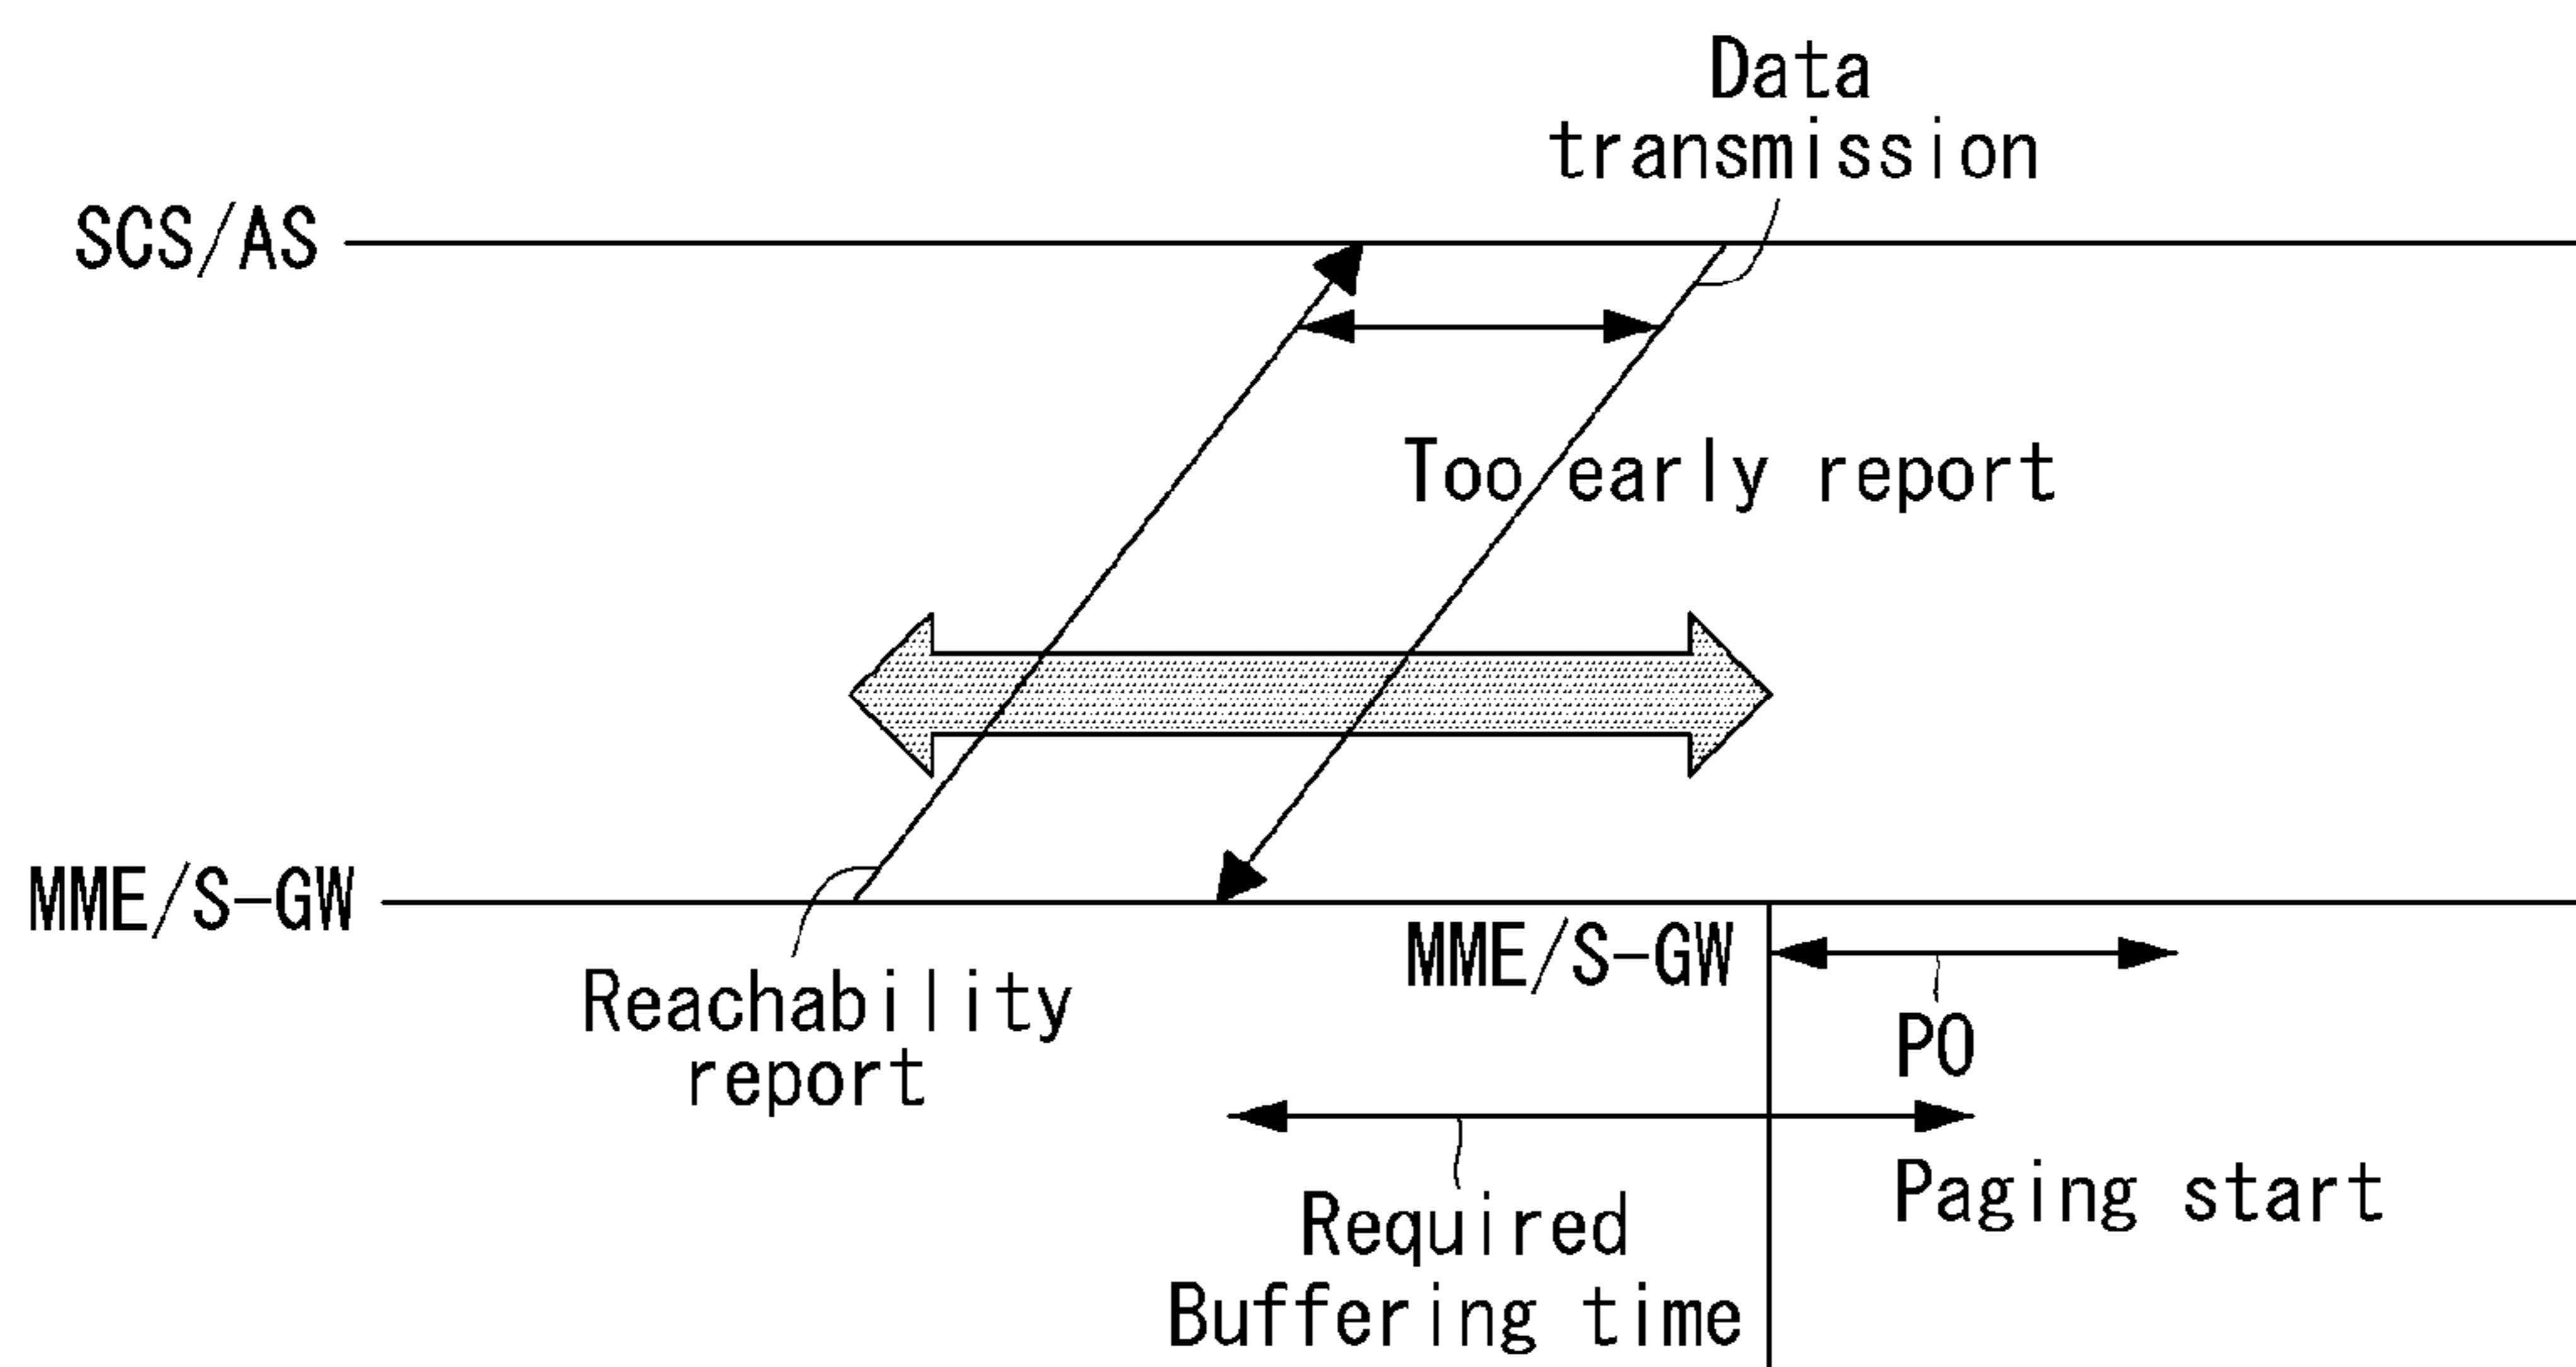 Data
transmission
SCS/AS
Too early report
MME/S-GW
MME/S-GW
Reachability
report
PO
Paging start
Required
Buffering time